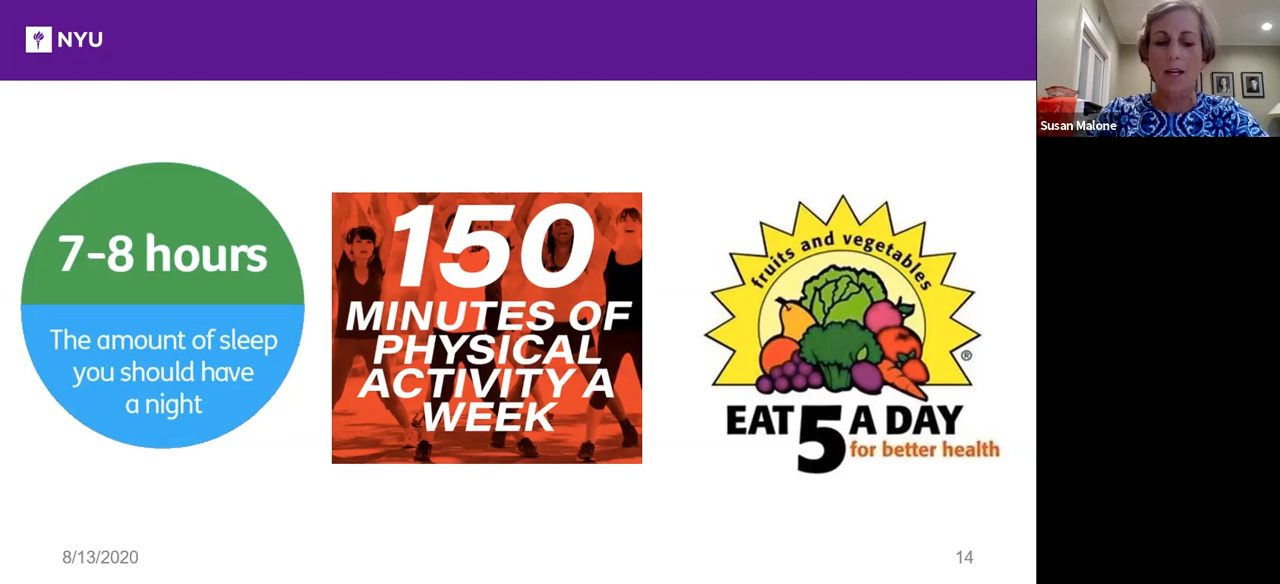 NYU
Susan Malone
7-8 hours
The amount of sleep
you should have
a night
150
MINUTES OF
PHYSICAL
ACTIVITY A
WEEK
fruits and vegetables
®
EAT 5 A DAY
for better health
8/13/2020
14